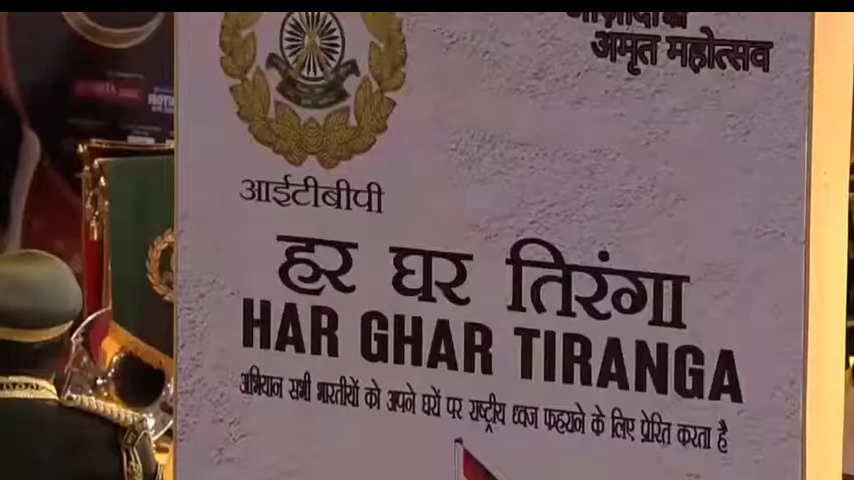 अमृत महोत्सव
आईटीबीपी
हर घर तिरंगा
HAR GHAR TIRANGA
अभियान सभी भारतीयों को अपने घरों पर राष्ट्रीय ध्वज फहराने के लिए प्रेरित करता है